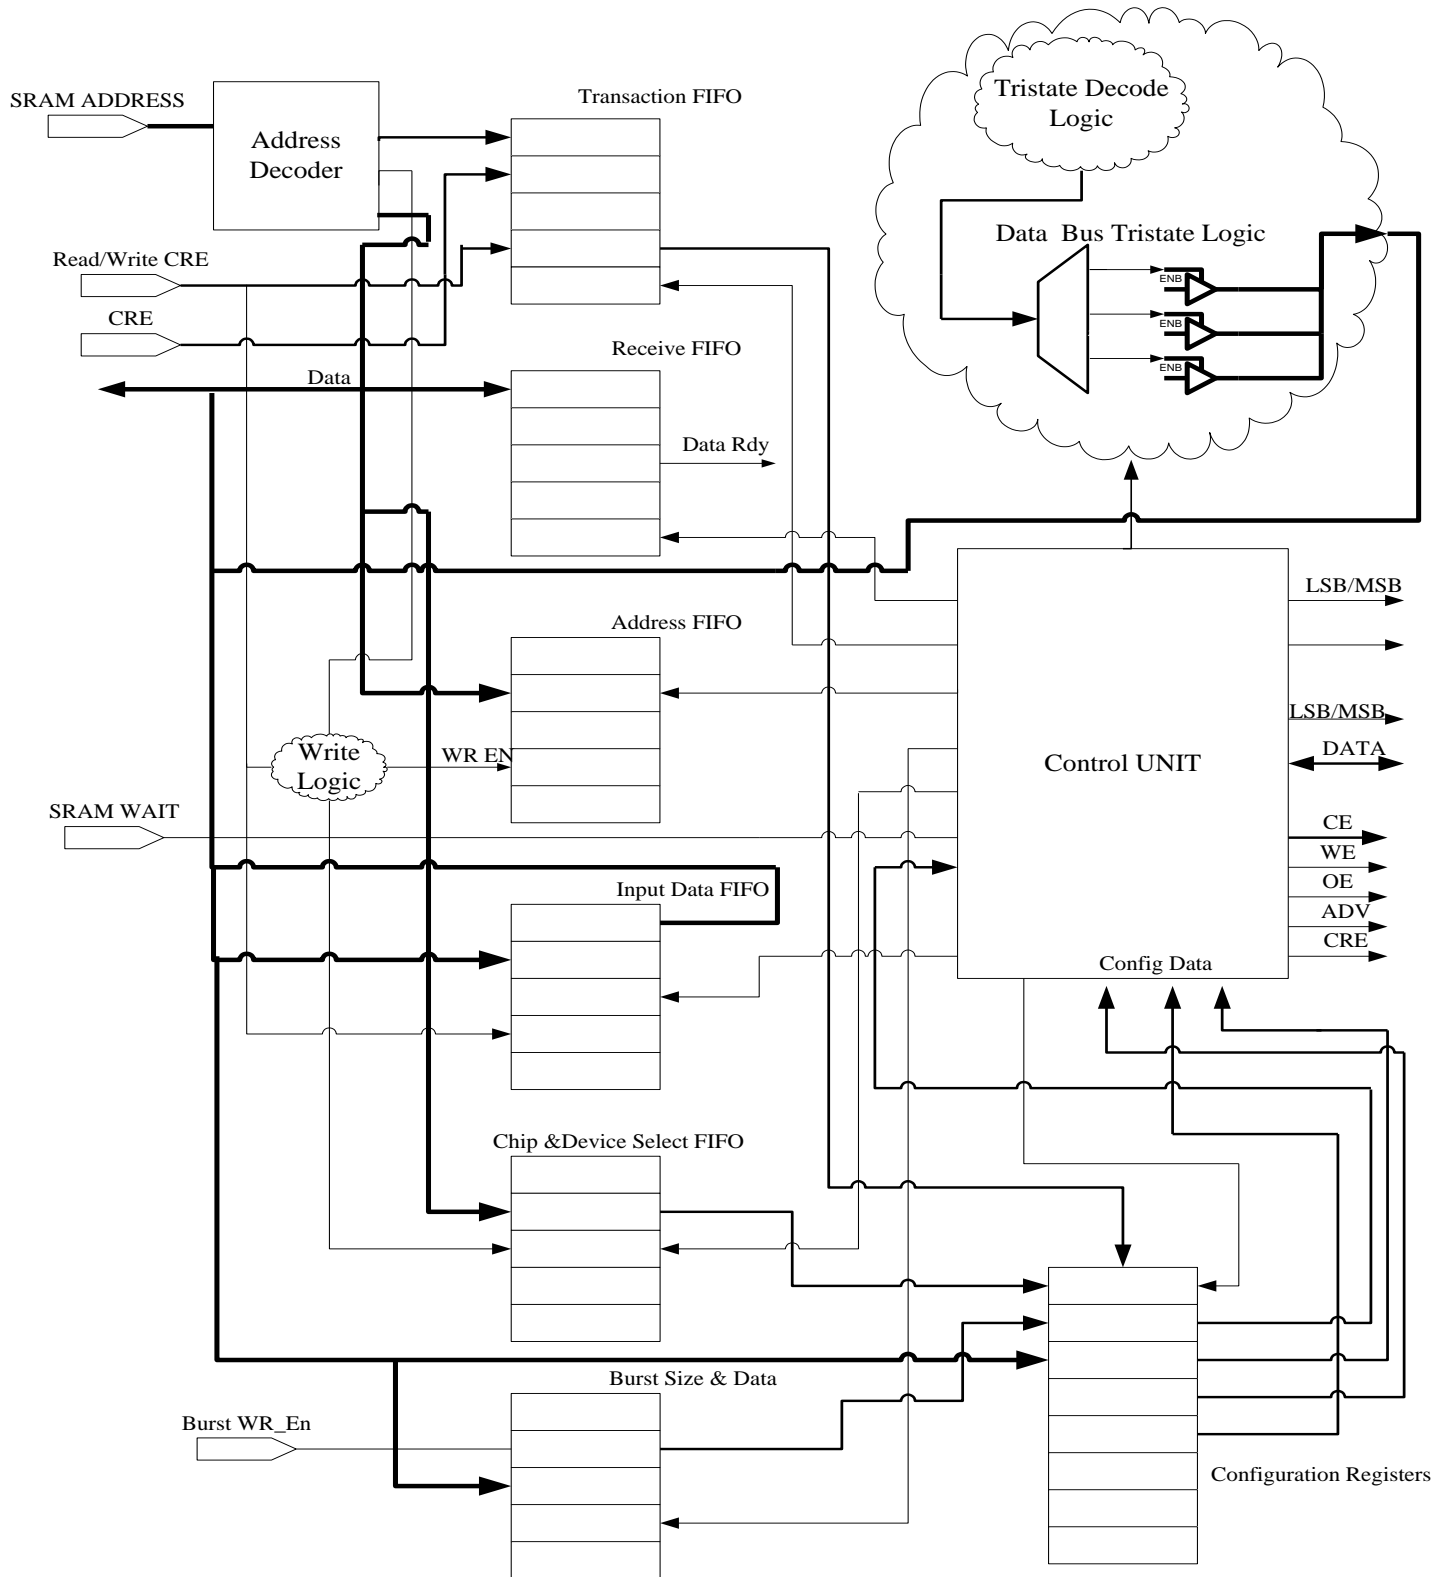 SRAM ADDRESS
Address
Decoder
Transaction FIFO
Tristate Decode
Logic
Data Bus Tristate Logic
ENB
ENB
ENB
Read/Write CRE
CRE
Receive FIFO
Data
Data Rdy
LSB/MSB
Address FIFO
LSB/MSB
Write
Logic
WR EN
Control UNIT
DATA
SRAM WAIT
CE
WE
OE
ADV
CRE
Input Data FIFO
Config Data
Chip &Device Select FIFO
Burst Size & Data
Burst WR_En
Configuration Registers